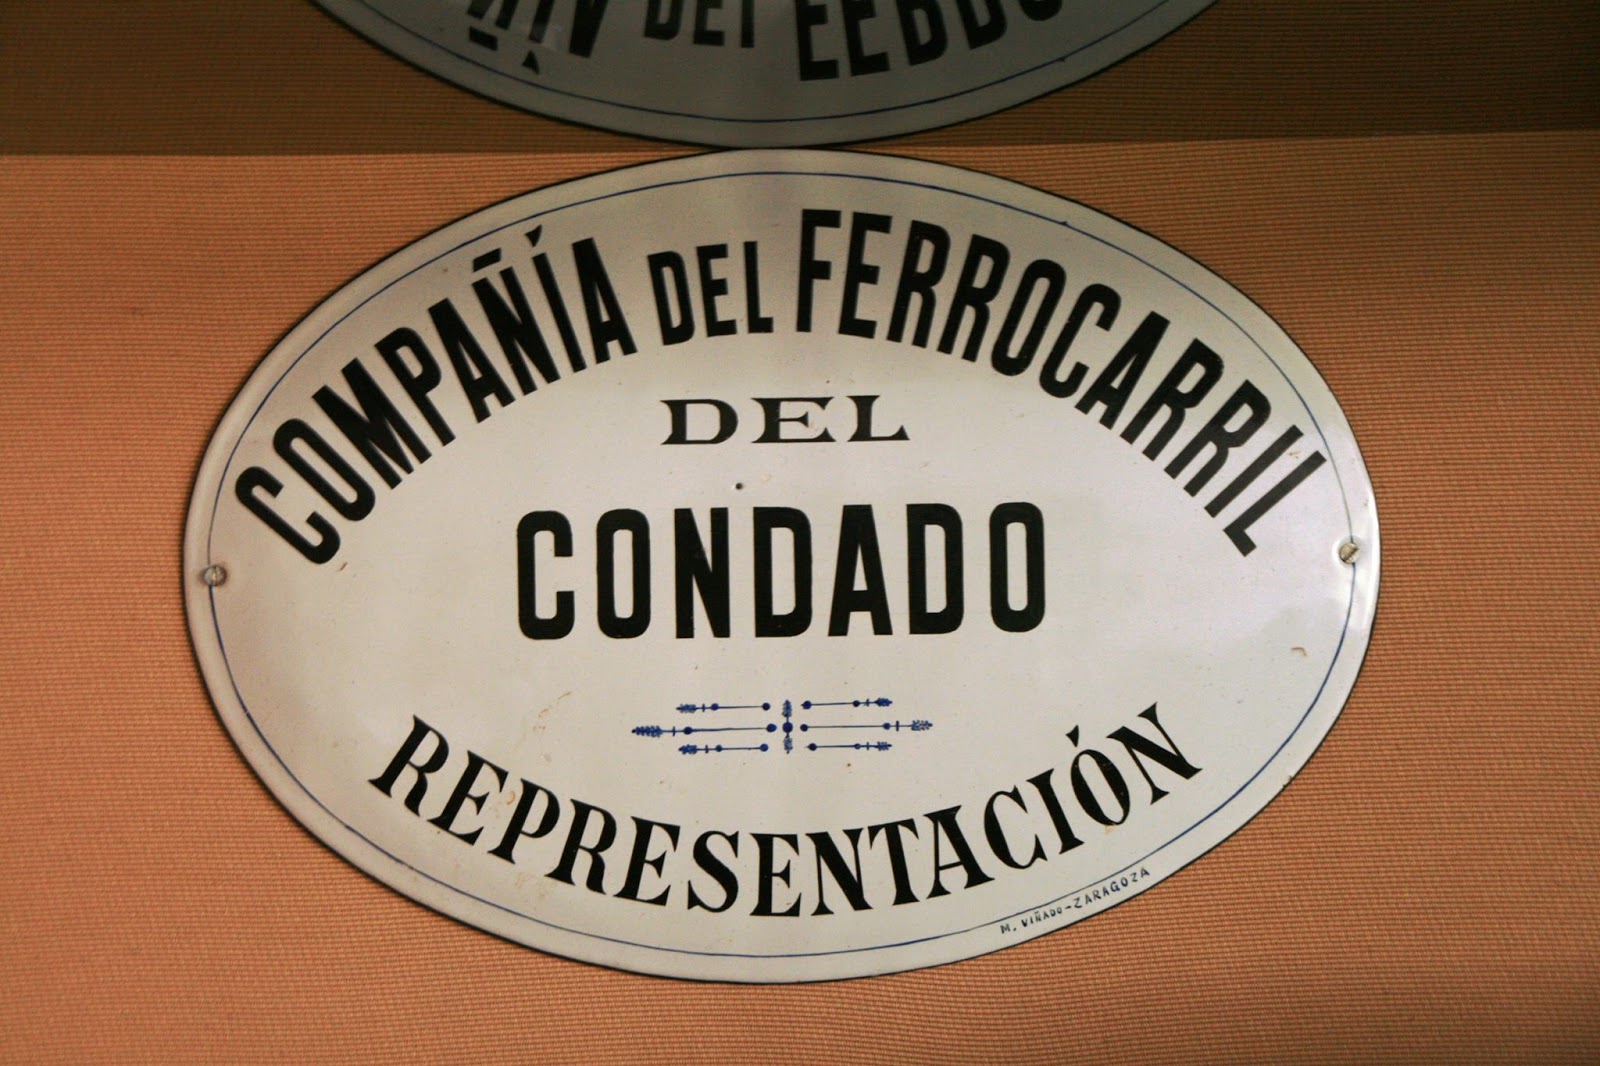 COMPAÑÍA DEL FERROCARRIL
DEL
CONDADO
REPRESENTACIÓN
M. VIÑADO-ZARAGOZA